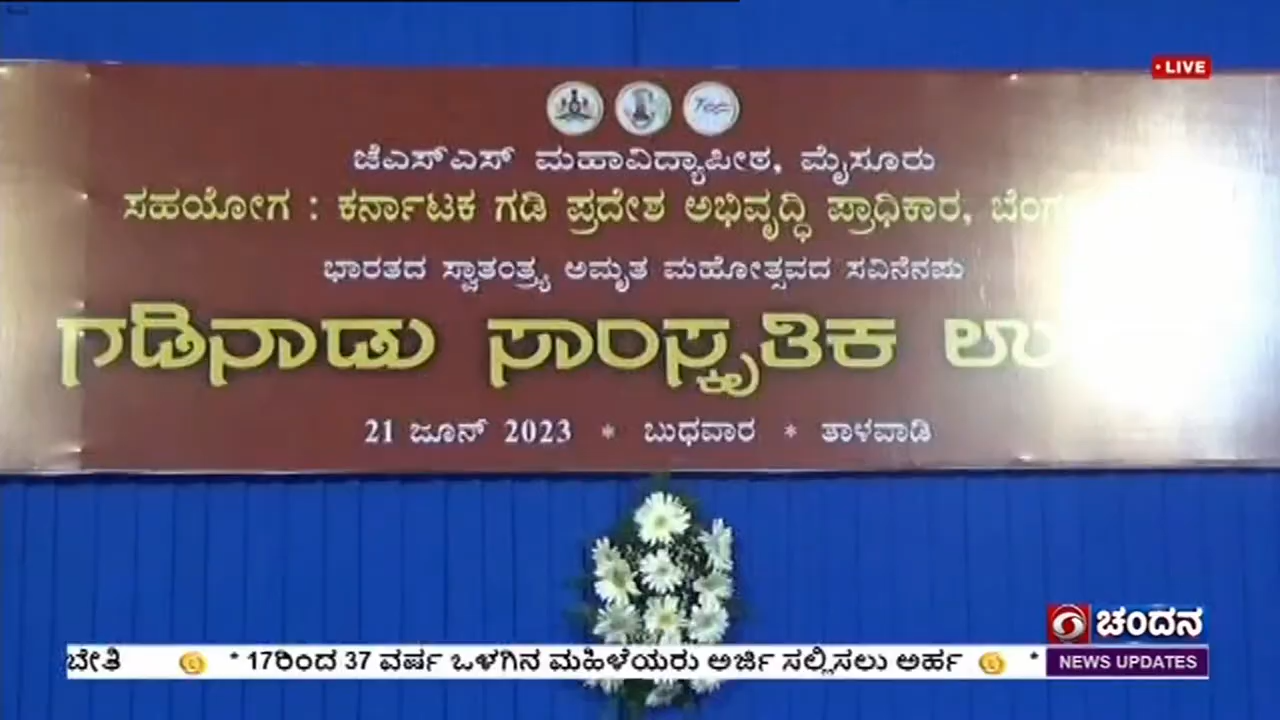 LIVE
ಜೆಎಸ್ಎಸ್ ಮಹಾವಿದ್ಯಾಪೀಠ, ಮೈಸೂರು
ಸಹಯೋಗ : ಕರ್ನಾಟಕ ಗಡಿ ಪ್ರದೇಶ ಅಭಿವೃದ್ಧಿ ಪ್ರಾಧಿಕಾರ,
ಭಾರತದ ಸ್ವಾತಂತ್ರ್ಯ ಅಮೃತ ಮಹೋತ್ಸವದ ಸವಿನೆನಪು
ಗಡಿನಾಡು ಸಾಂಸ್ಕೃತಿಕ
21 ಜೂನ್ 2023 * ಬುಧವಾರ * ತಾಳವಾಡಿ
ಚಂದನ
ಬೇತಿ * 17ರಿಂದ 37 ವರ್ಷ ಒಳಗಿನ ಮಹಿಳೆಯರು ಅರ್ಜಿ ಸಲ್ಲಿಸಲು ಅರ್ಹ *
NEWS UPDATES